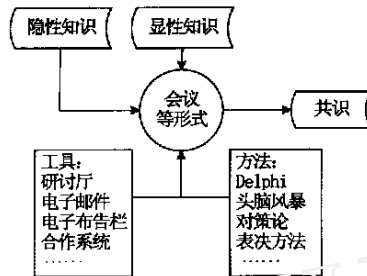 隐性知识
显性知识
会议
等形式
共识
工具:
研讨厅
电子邮件
电子布告栏
合作系统
……
方法:
Delphi
头脑风暴
对策论
表决方法
……